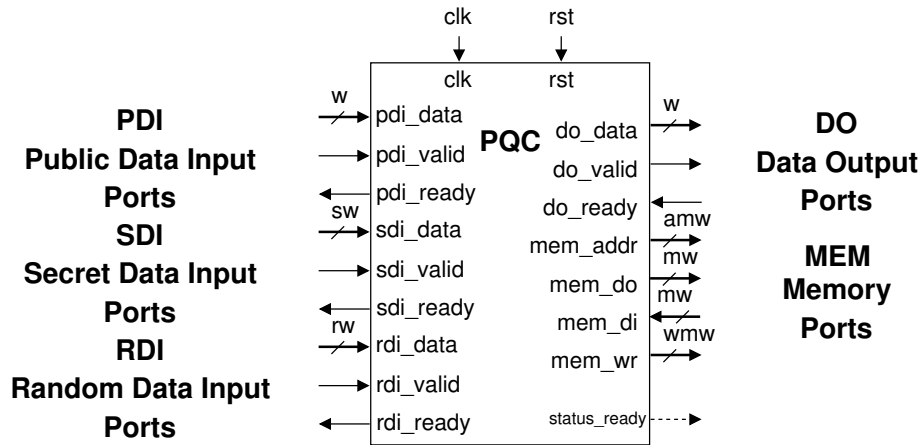 clk rst
clk rst
PQC
PDI
Public Data Input
Ports
w
pdi_data
pdi_valid
pdi_ready
SDI
Secret Data Input
Ports
sw
sdi_data
sdi_valid
sdi_ready
RDI
Random Data Input
Ports
rw
rdi_data
rdi_valid
rdi_ready
w
do_data
do_valid
do_ready
DO
Data Output
Ports
amw
mem_addr
mw
mem_do
mw
mem_di
wmw
mem_wr
MEM
Memory
Ports
status_ready